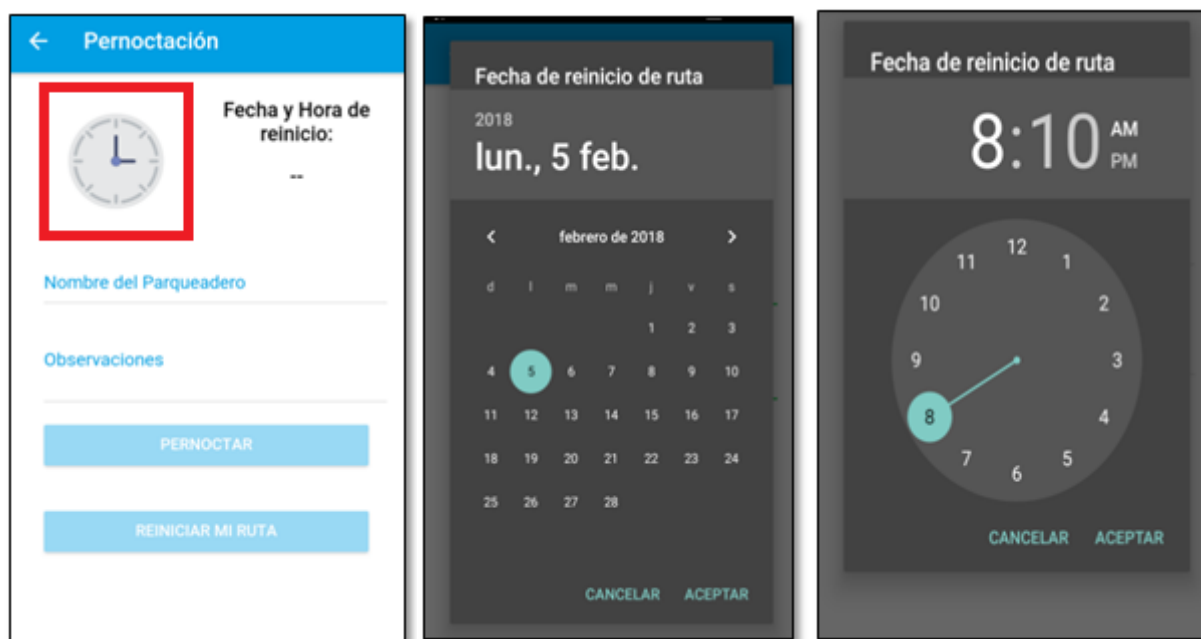 Pernoctación
Fecha y Hora de
reinicio:
--
Nombre del Parqueadero
Observaciones
PERNOCTAR
REINICIAR MI RUTA
Fecha de reinicio de ruta
2018
lun., 5 feb.
febrero de 2018
d l m m j v s
1 2 3
4 5 6 7 8 9 10
11 12 13 14 15 16 17
18 19 20 21 22 23 24
25 26 27 28
CANCELAR ACEPTAR
Fecha de reinicio de ruta
8:10 AM
PM
12
11 1
10 2
9 3
8 4
7 5
6
CANCELAR ACEPTAR